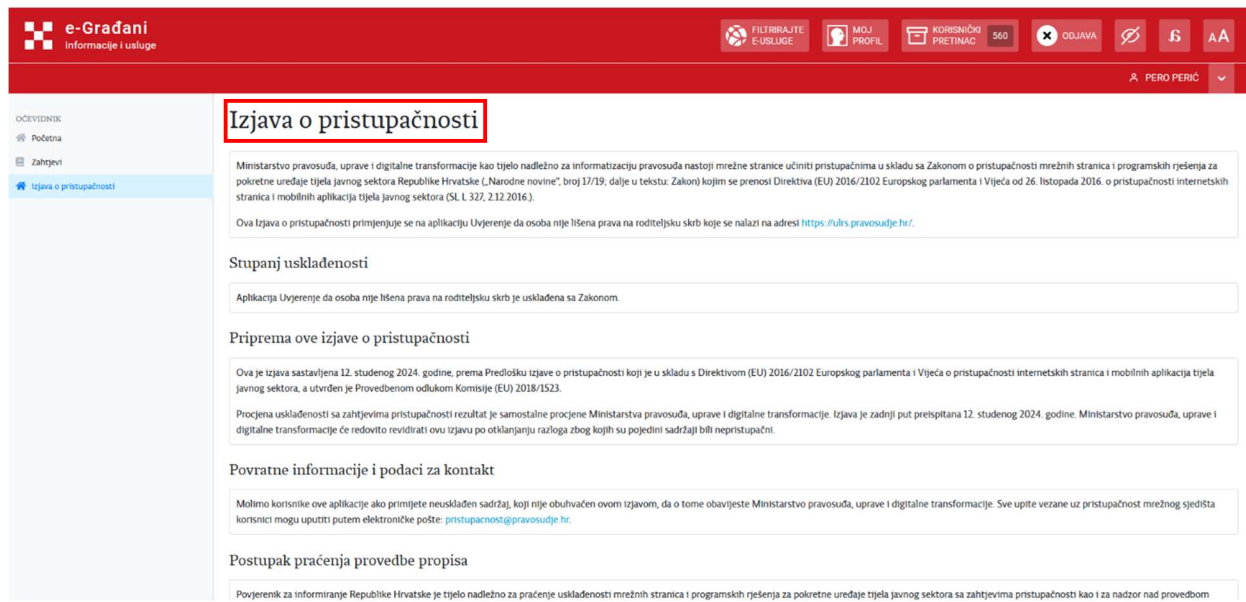 e-Građani
Informacije i usluge
FILTRIRAJTE
E-USLUGE
MOJ
PROFIL
KORISNIČKI
PRETINAC
560
ODJAVA
AA
PERO PERIĆ
OČEVIDNIK
Početna
Zahtjevi
Izjava o pristupačnosti
Izjava o pristupačnosti
Ministarstvo pravosuđa, uprave i digitalne transformacije kao tijelo nadležno za informatizaciju pravosuđa nastoji mrežne stranice učiniti pristupačnima u skladu sa Zakonom o pristupačnosti mrežnih stranica i programskih rješenja za
pokretne uređaje tijela javnog sektora Republike Hrvatske („Narodne novine", broj 17/19; dalje u tekstu: Zakon) kojim se prenosi Direktiva (EU) 2016/2102 Europskog parlamenta i Vijeća od 26. listopada 2016. o pristupačnosti internetskih
stranica i mobilnih aplikacija tijela javnog sektora (SL L 327, 2.12.2016.).
Ova Izjava o pristupačnosti primjenjuje se na aplikaciju Uvjerenje da osoba nije lišena prava na roditeljsku skrb koje se nalazi na adresi https://ulrs.pravosudje.hr/.
Stupanj usklađenosti
Aplikacija Uvjerenje da osoba nije lišena prava na roditeljsku skrb je usklađena sa Zakonom.
Priprema ove izjave o pristupačnosti
Ova je izjava sastavljena 12. studenog 2024. godine, prema Predlošku izjave o pristupačnosti koji je u skladu s Direktivom (EU) 2016/2102 Europskog parlamenta i Vijeća o pristupačnosti internetskih stranica i mobilnih aplikacija tijela
javnog sektora, a utvrđen je Provedbenom odlukom Komisije (EU) 2018/1523.
Procjena usklađenosti sa zahtjevima pristupačnosti rezultat je samostalne procjene Ministarstva pravosuđa, uprave i digitalne transformacije. Izjava je zadnji put preispitana 12. studenog 2024. godine. Ministarstvo pravosuđa, uprave i
digitalne transformacije će redovito revidirati ovu izjavu po otklanjanju razloga zbog kojih su pojedini sadržaji bili nepristupačni.
Povratne informacije i podaci za kontakt
Molimo korisnike ove aplikacije ako primijete neusklađen sadržaj, koji nije obuhvaćen ovom izjavom, da o tome obavijeste Ministarstvo pravosuđa, uprave i digitalne transformacije. Sve upite vezane uz pristupačnost mrežnog sjedišta
korisnici mogu uputiti putem elektroničke pošte: pristupacnost@pravosudje.hr.
Postupak praćenja provedbe propisa
Povjerenik za informiranje Republike Hrvatske je tijelo nadležno za praćenje usklađenosti mrežnih stranica i programskih rješenja za pokretne uređaje tijela javnog sektora sa zahtjevima pristupačnosti kao i za nadzor nad provedbom